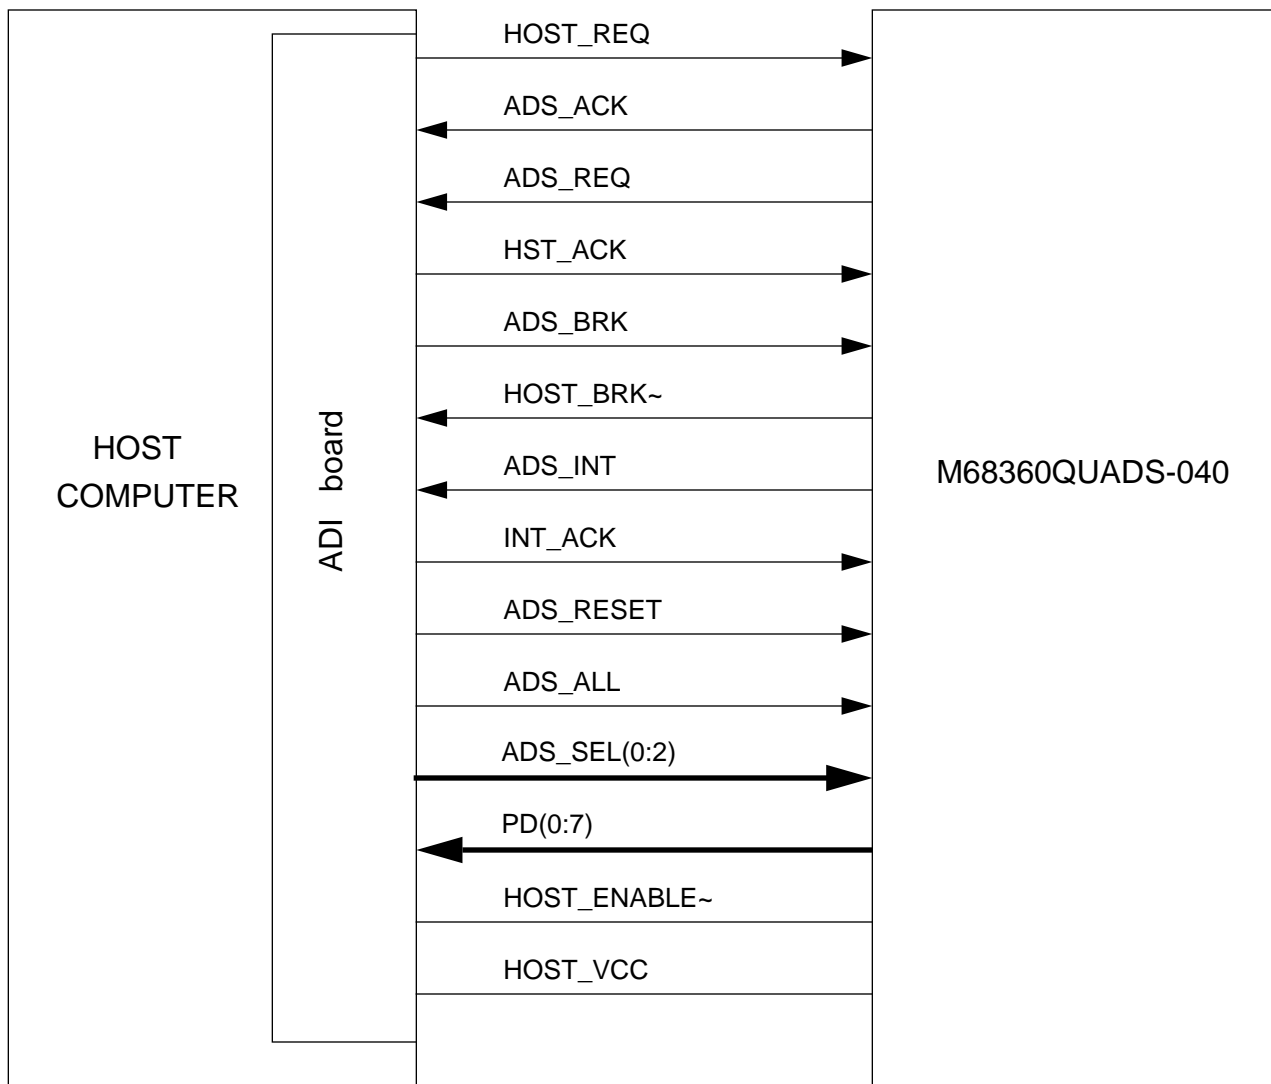 HOST_REQ
ADS_ACK
ADS_REQ
HST_ACK
ADS_BRK
HOST_BRK~
ADS_INT
INT_ACK
ADS_RESET
ADS_ALL
ADS_SEL(0:2)
PD(0:7)
HOST_ENABLE~
HOST_VCC
HOST
COMPUTER
ADI board
M68360QUADS-040